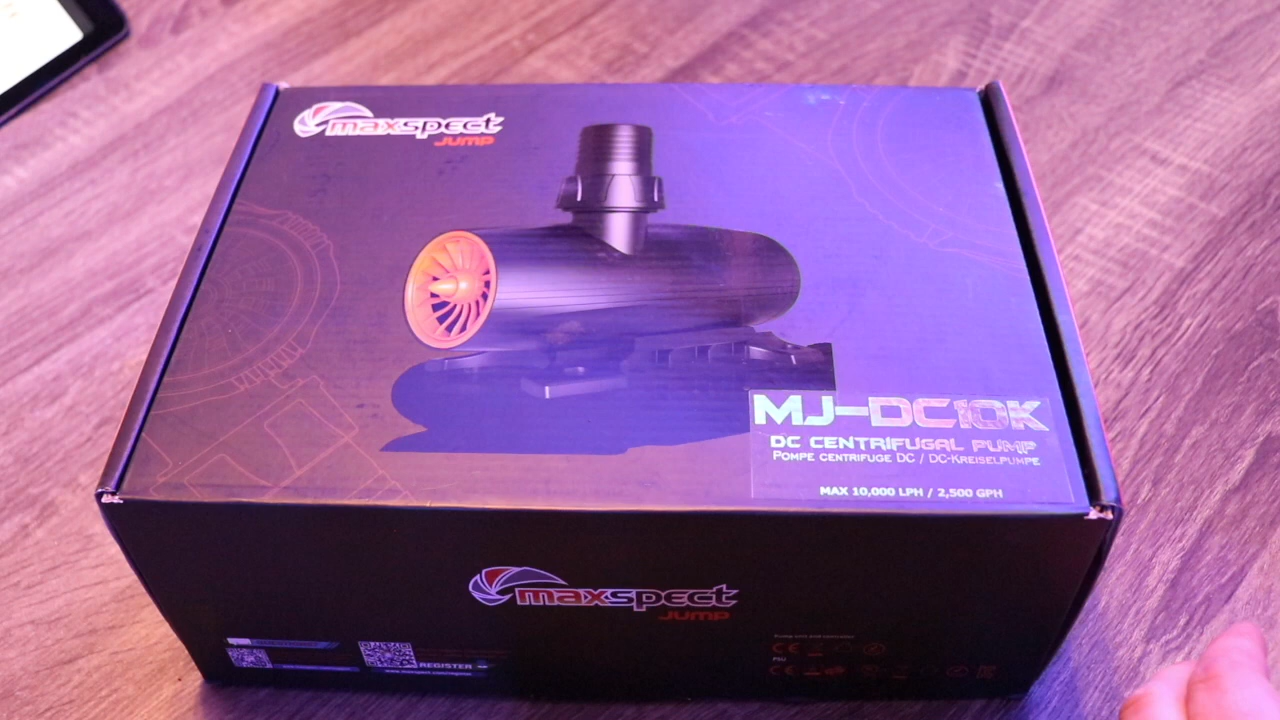 maxspect
JUMP
MJ-DC10K
DC CENTRIFUGAL PUMP
POMPE CENTRIFUGE DC / DC-KREISELPUMPE
MAX 10,000 LPH / 2,500 GPH
maxspect
JUMP
REGISTER